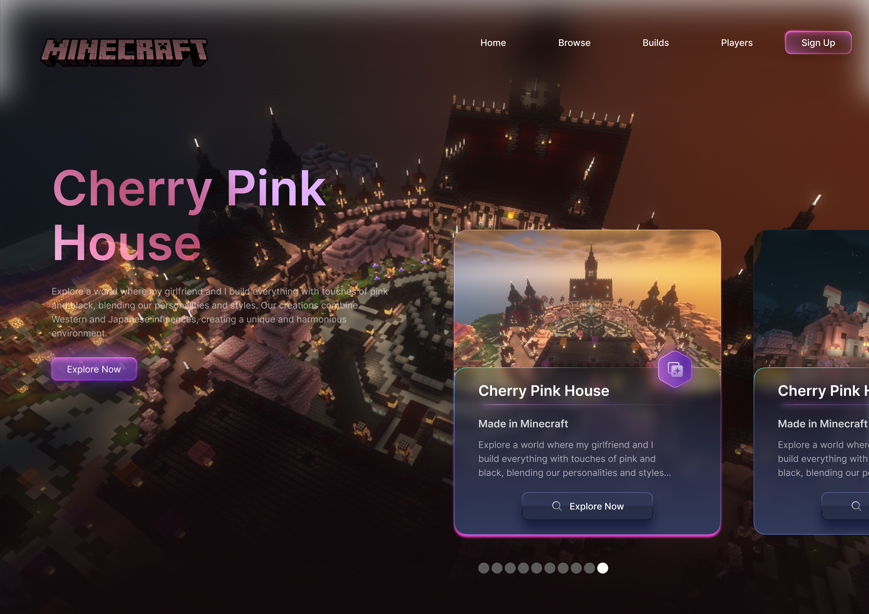 MINECRAFT
Home
Browse
Builds
Players
Sign Up
Cherry Pink
House
Explore a world where my girlfriend and I build everything with touches of pink
and black, blending our personalities and styles. Our creations combine
Western and Japanese influences, creating a unique and harmonious
environment.
Explore Now
Cherry Pink House
Made in Minecraft
Explore a world where my girlfriend and I
build everything with touches of pink and
black, blending our personalities and styles...
Explore Now
Cherry Pink H
Made in Minecraft
Explore a world where
build everything with
black, blending our p